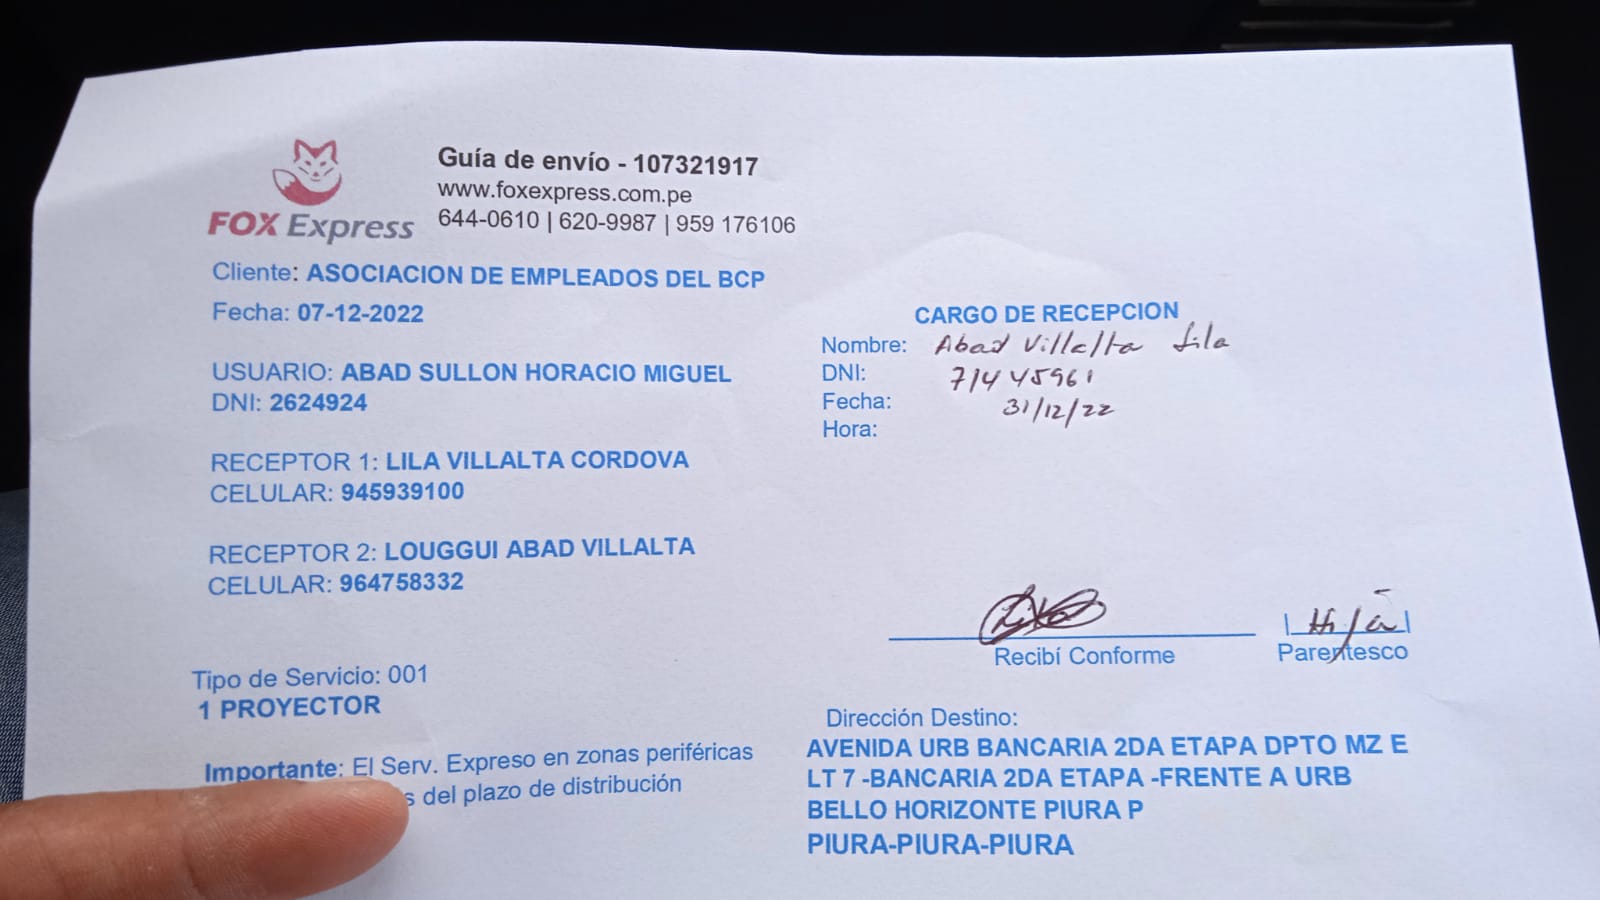 FOX Express
Guía de envío - 107321917
www.foxexpress.com.pe
644-0610 | 620-9987 | 959 176106
Cliente: ASOCIACION DE EMPLEADOS DEL BCP
Fecha: 07-12-2022
USUARIO: ABAD SULLON HORACIO MIGUEL
DNI: 2624924
RECEPTOR 1: LILA VILLALTA CORDOVA
CELULAR: 945939100
RECEPTOR 2: LOUGGUI ABAD VILLALTA
CELULAR: 964758332
Tipo de Servicio: 001
1 PROYECTOR
Importante: El Serv. Expreso en zonas periféricas
del plazo de distribución
CARGO DE RECEPCION
Nombre: Abad Villalta Lila
DNI: 71445961
Fecha: 31/12/22
Hora:
Recibí Conforme
Hija
Parentesco
Dirección Destino:
AVENIDA URB BANCARIA 2DA ETAPA DPTO MZ E
LT 7 -BANCARIA 2DA ETAPA -FRENTE A URB
BELLO HORIZONTE PIURA P
PIURA-PIURA-PIURA